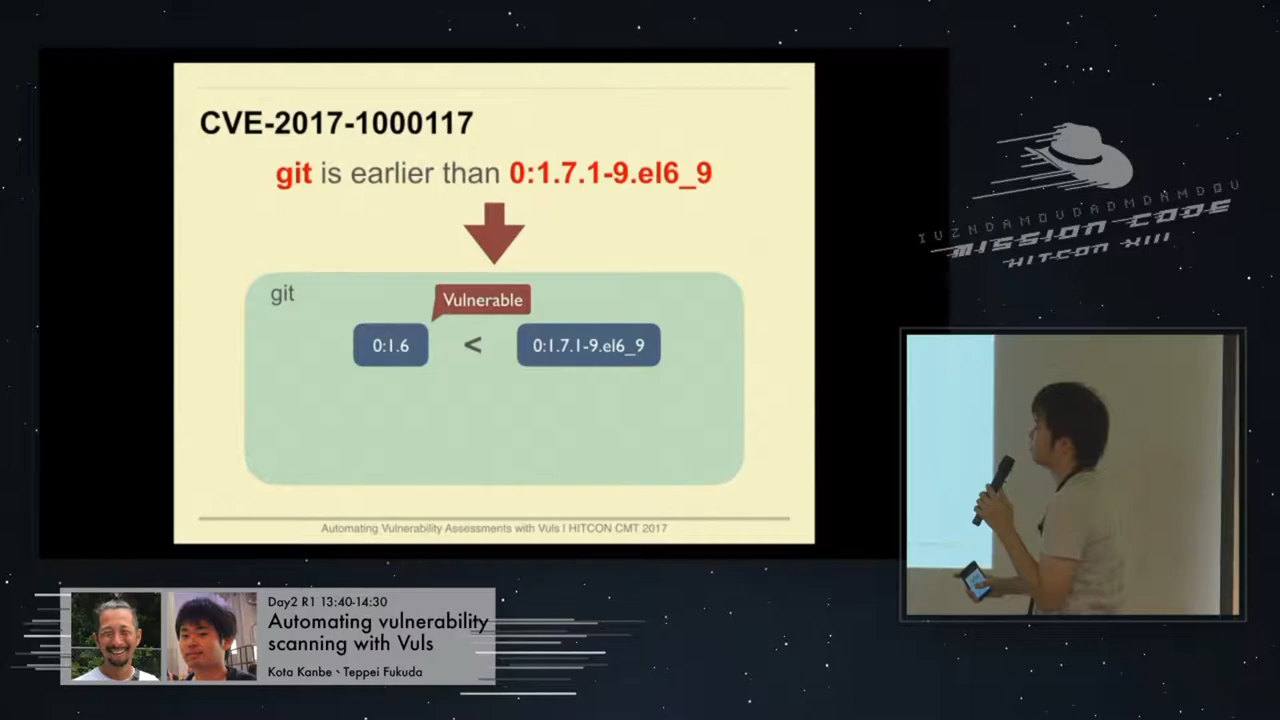 CVE-2017-1000117
git is earlier than 0:1.7.1-9.el6_9
git
Vulnerable
0:1.6
<
0:1.7.1-9.el6_9
Automating Vulnerability Assessments with Vuls | HITCON CMT 2017
MISSION CODE
HITCON XIII
Day2 R1 13:40-14:30
Automating vulnerability
scanning with Vuls
Kota Kanbe、Teppei Fukuda